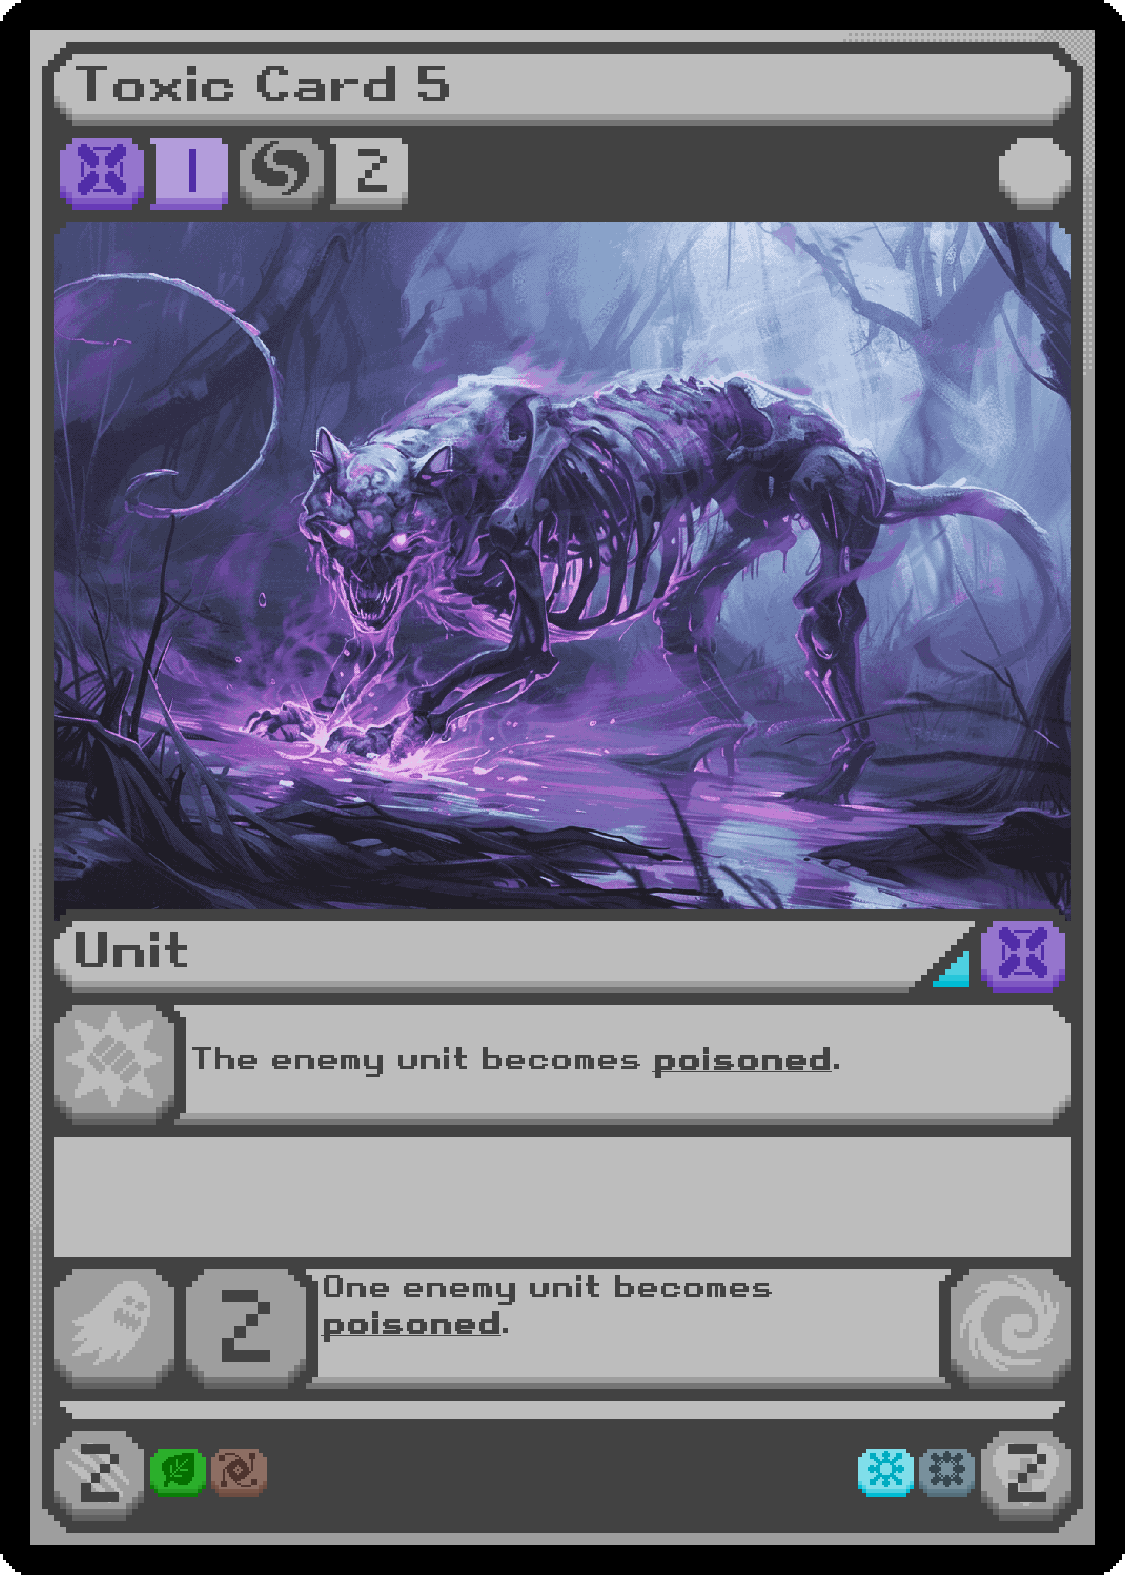 Toxic Card 5
1 2
Unit
The enemy unit becomes poisoned.
2
One enemy unit becomes
poisoned.
2 2